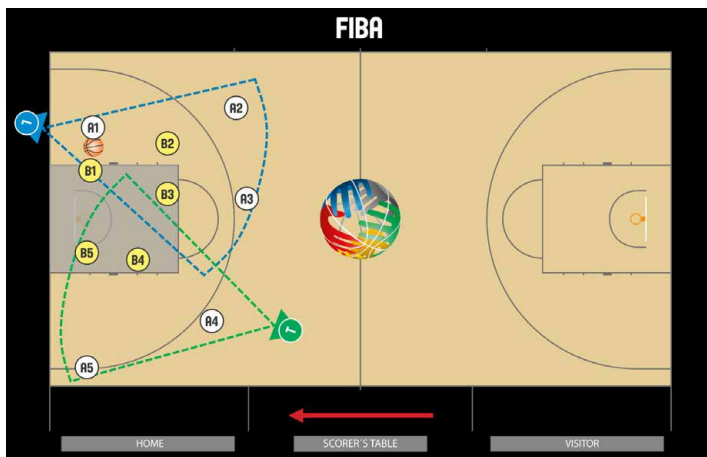 FIBA
A2
L
A1
B2
B1
B3
A3
B5
B4
A4
T
A5
HOME
SCORER'S TABLE
VISITOR